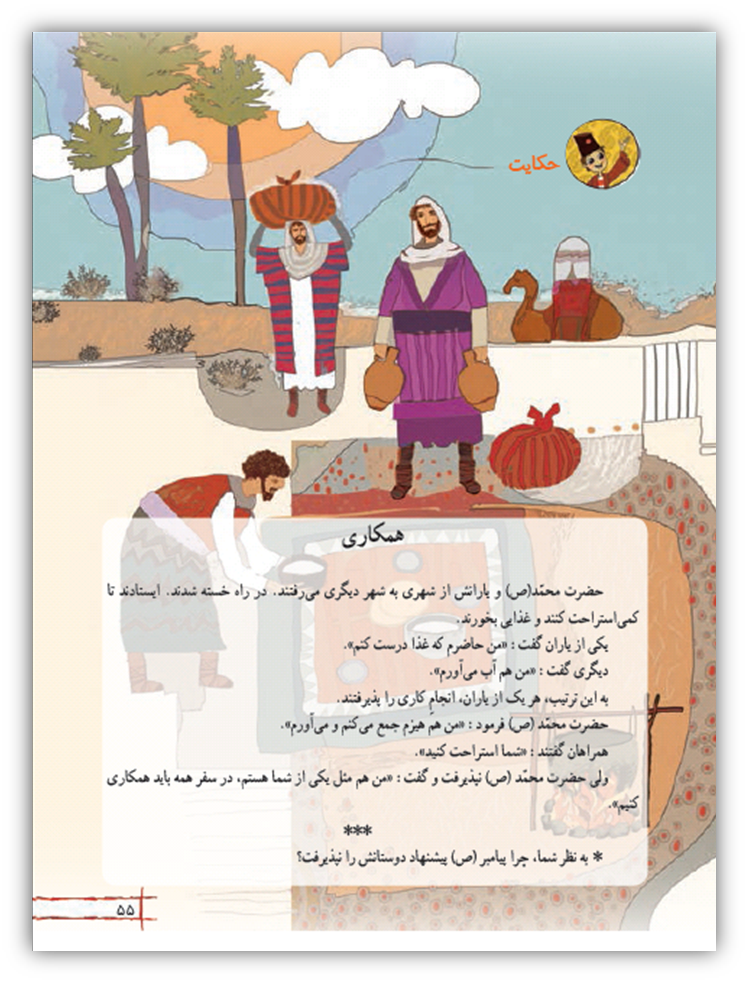 حکایت
همکاری
حضرت محمّد(ص) و یارانش از شهری به شهر دیگری می‌رفتند. در راه خسته شدند. ایستادند تا
کمی‌استراحت کنند و غذایی بخورند.
یکی از یاران گفت : «من حاضرم که غذا درست کنم».
دیگری گفت : «من هم آب می‌آورم».
به این ترتیب، هر یک از یاران، انجامِ کاری را پذیرفتند.
حضرت محمّد (ص) فرمود : «من هم هیزم جمع می‌کنم و می‌آورم».
همراهان گفتند : «شما استراحت کنید».
ولی حضرت محمّد (ص) نپذیرفت و گفت : «من هم مثل یکی از شما هستم، در سفر همه باید همکاری
کنیم».
***
* به نظر شما، چرا پیامبر (ص) پیشنهاد دوستانش را نپذیرفت؟
۵۵